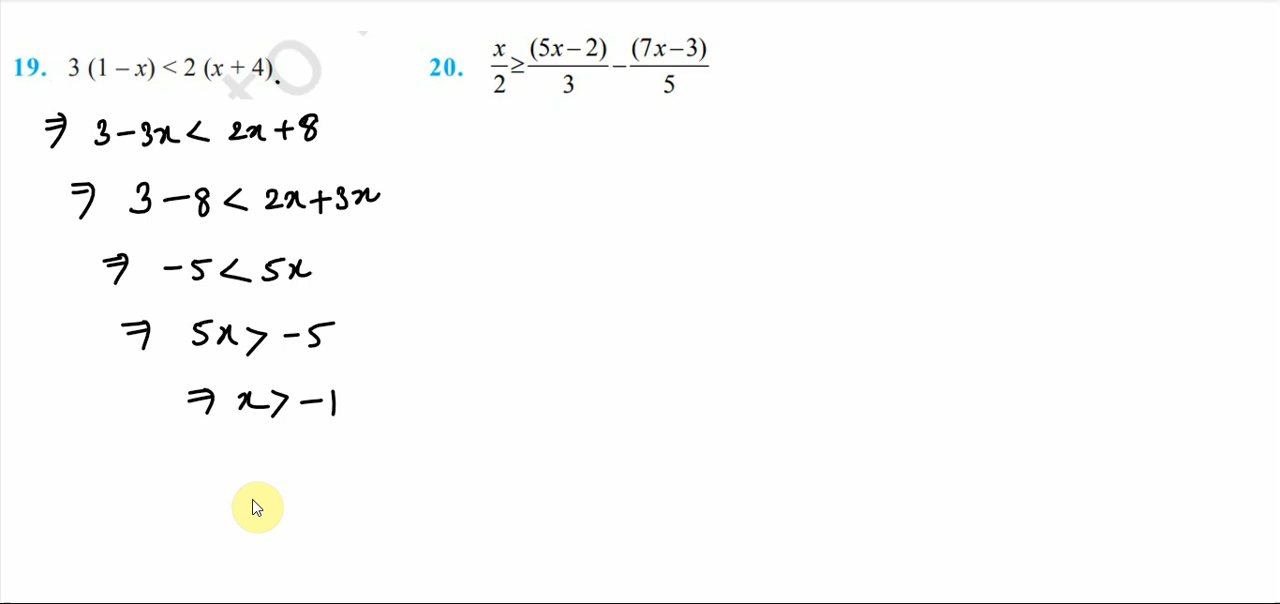 19. 3 (1 – x) < 2 (x + 4).
⇒ 3 - 3x < 2x + 8
⇒ 3 - 8 < 2x + 3x
⇒ -5 < 5x
⇒ 5x > -5
⇒ x > -1
20. x/2 ≥ (5x – 2)/3 – (7x – 3)/5